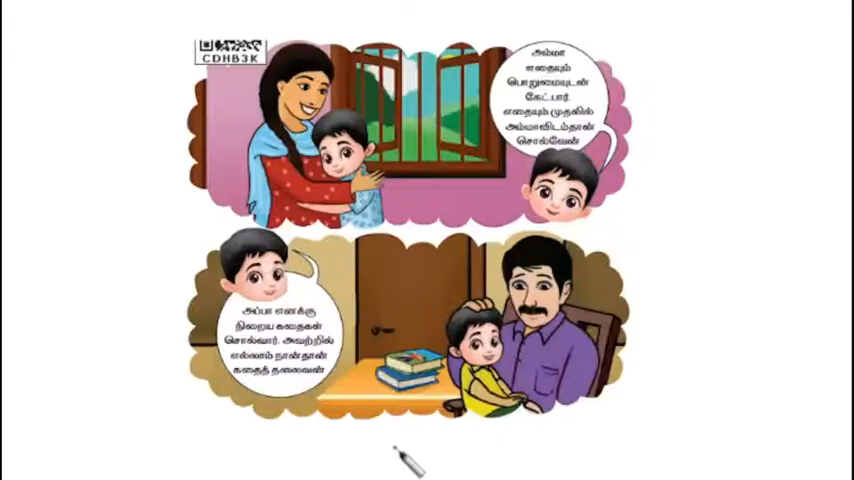 CDHB3K
அம்மா
எதையும்
பொறுமையுடன்
கேட்பார்.
எதையும் முதலில்
அம்மாவிடம்தான்
சொல்வேன்
அப்பா எனக்கு
நிறைய கதைகள்
சொல்வார். அவற்றில்
எல்லாம் நான்தான்
கதைத் தலைவன்